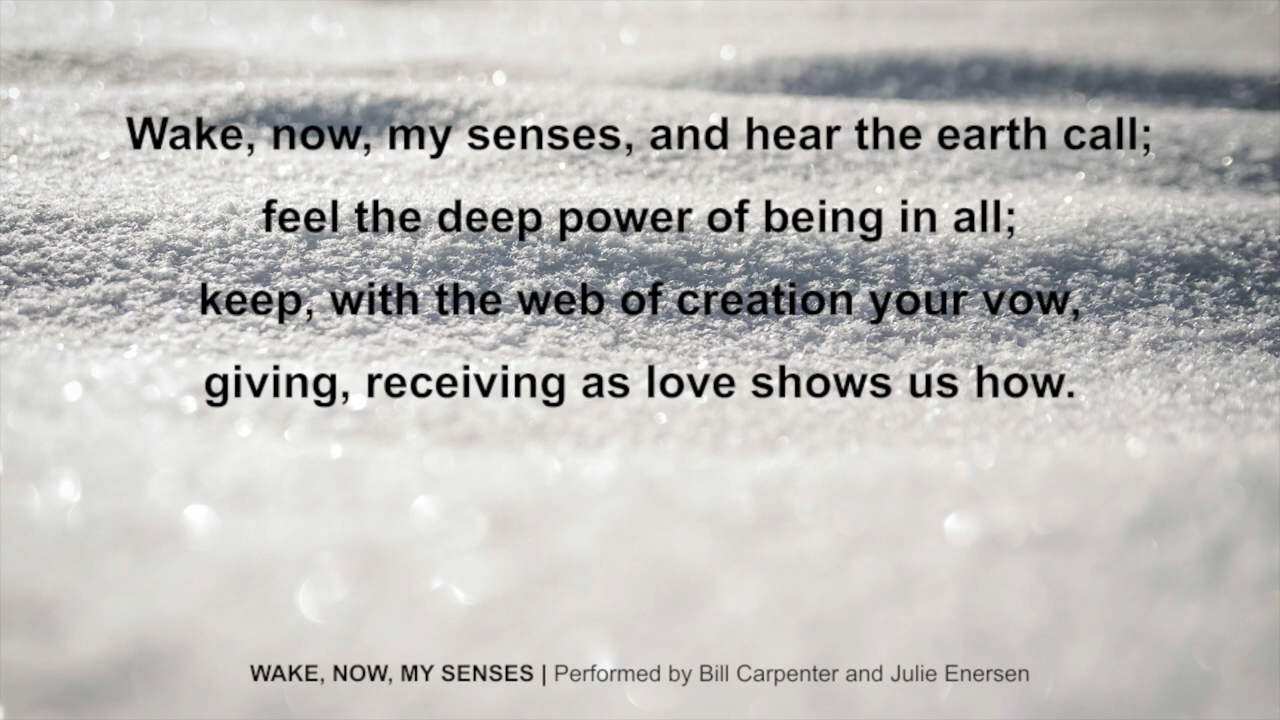 Wake, now, my senses, and hear the earth call;
feel the deep power of being in all;
keep, with the web of creation your vow,
giving, receiving as love shows us how.
WAKE, NOW, MY SENSES | Performed by Bill Carpenter and Julie Enersen